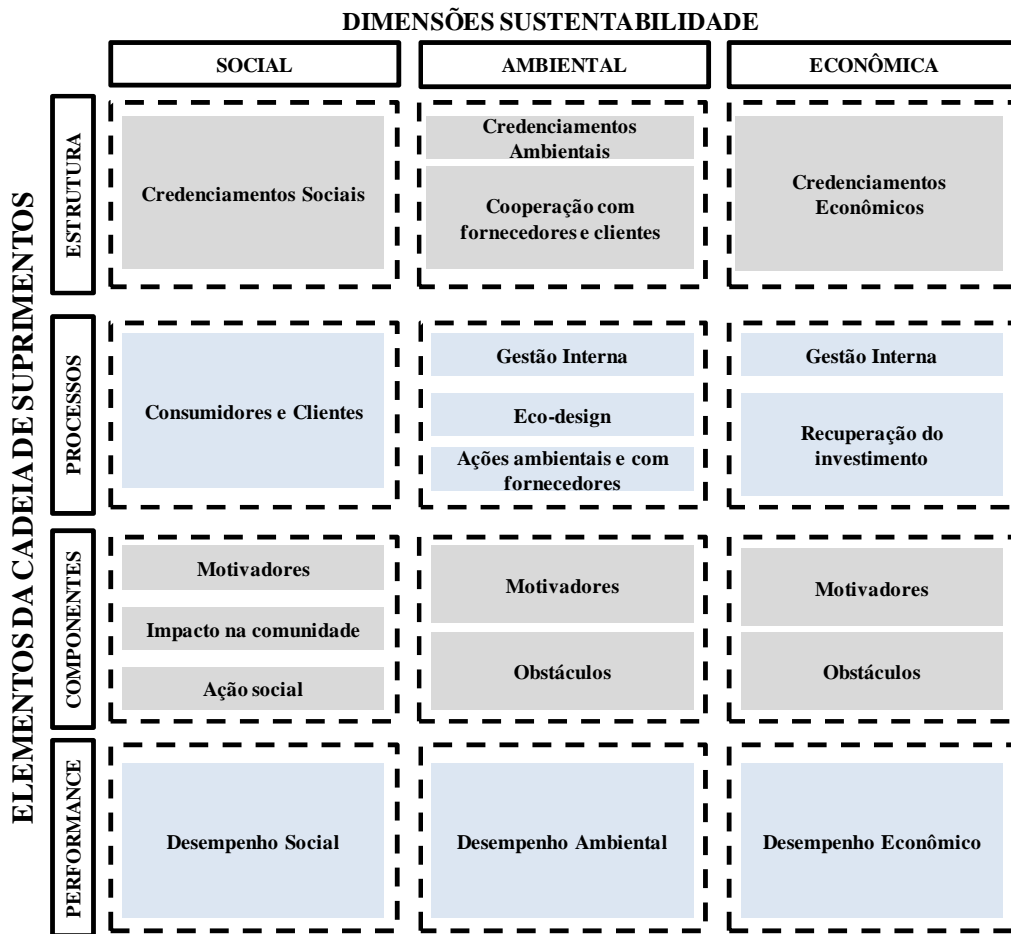 DIMENSÕES SUSTENTABILIDADE
SOCIAL
AMBIENTAL
ECONÔMICA
ELEMENTOS DA CADEIA DE SUPRIMENTOS
ESTRUTURA
Credenciamentos Sociais
Credenciamentos
Ambientais
Cooperação com
fornecedores e clientes
Credenciamentos
Econômicos
PROCESSOS
Consumidores e Clientes
Gestão Interna
Eco-design
Ações ambientais e com
fornecedores
Gestão Interna
Recuperação do
investimento
COMPONENTES
Motivadores
Impacto na comunidade
Ação social
Motivadores
Obstáculos
Motivadores
Obstáculos
PERFORMANCE
Desempenho Social
Desempenho Ambiental
Desempenho Econômico